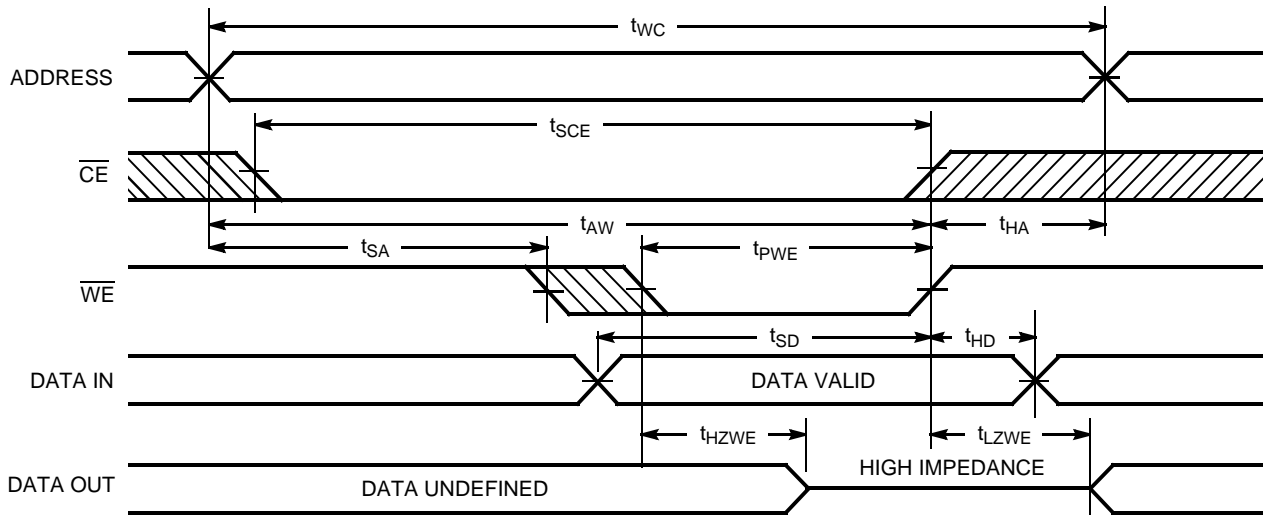 tWC
ADDRESS
tSCE
CE
tAW
tHA
tSA
tPWE
WE
tSD
tHD
DATA IN
DATA VALID
tHZWE
tLZWE
HIGH IMPEDANCE
DATA OUT
DATA UNDEFINED